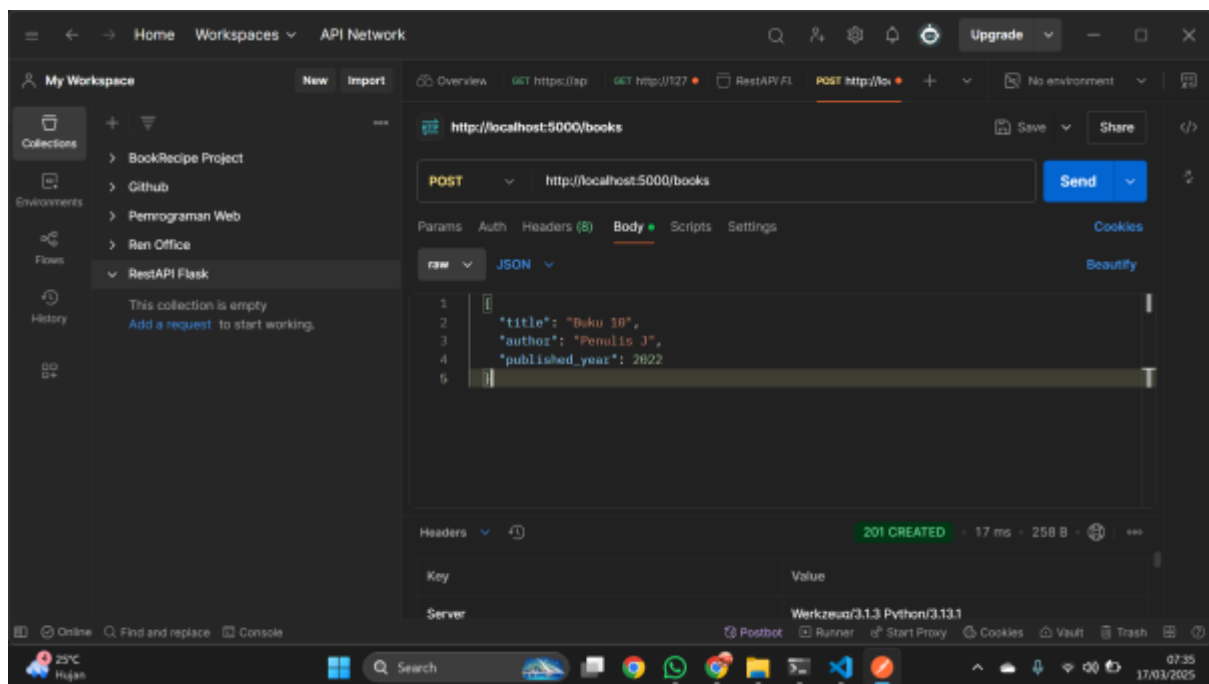 Home Workspaces API Network Upgrade
My Workspace New Import Overview GET https://ap GET http://127 RestAPI Fl. POST http://loc No environment
Collections
Environments
Flows
History
BookRecipe Project
Github
Pemrograman Web
Ren Office
RestAPI Flask
This collection is empty
Add a request to start working.
HTTP http://localhost:5000/books Save Share
POST http://localhost:5000/books Send
Params Auth Headers (8) Body Scripts Settings Cookies
raw JSON Beautify
1 {
2 "title": "Buku 10",
3 "author": "Penulis J",
4 "published_year": 2022
5 }
Headers 201 CREATED 17 ms 258 B
Key Value
Server Werkzeug/3.1.3 Python/3.13.1
Online Find and replace Console Postbot Runner Start Proxy Cookies Vault Trash
4 25°C Search 07:35
Hujan 17/03/2025